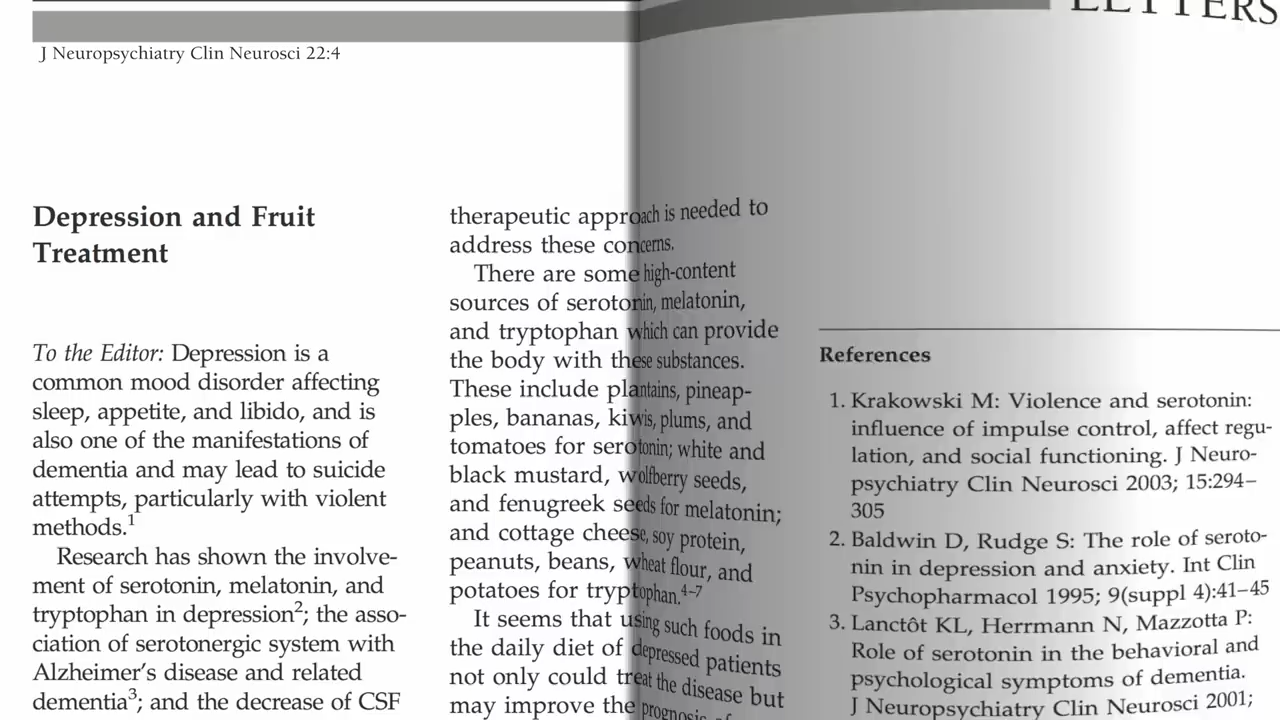 LETTERS
J Neuropsychiatry Clin Neurosci 22:4
Depression and Fruit
Treatment
To the Editor: Depression is a
common mood disorder affecting
sleep, appetite, and libido, and is
also one of the manifestations of
dementia and may lead to suicide
attempts, particularly with violent
methods.1
Research has shown the involve-
ment of serotonin, melatonin, and
tryptophan in depression2; the asso-
ciation of serotonergic system with
Alzheimer's disease and related
dementia3; and the decrease of CSF
therapeutic approach is needed to
address these concerns.
There are some high-content
sources of serotonin, melatonin,
and tryptophan which can provide
the body with these substances.
These include plantains, pineap-
ples, bananas, kiwis, plums, and
tomatoes for serotonin; white and
black mustard, wolfberry seeds,
and fenugreek seeds for melatonin;
and cottage cheese, soy protein,
peanuts, beans, wheat flour, and
potatoes for tryptophan.4–7
It seems that using such foods in
the daily diet of depressed patients
not only could treat the disease but
may improve the prognosis of
References
1. Krakowski M: Violence and serotonin:
influence of impulse control, affect regu-
lation, and social functioning. J Neuro-
psychiatry Clin Neurosci 2003; 15:294–
305
2. Baldwin D, Rudge S: The role of seroto-
nin in depression and anxiety. Int Clin
Psychopharmacol 1995; 9(suppl 4):41–45
3. Lanctôt KL, Herrmann N, Mazzotta P:
Role of serotonin in the behavioral and
psychological symptoms of dementia.
J Neuropsychiatry Clin Neurosci 2001;